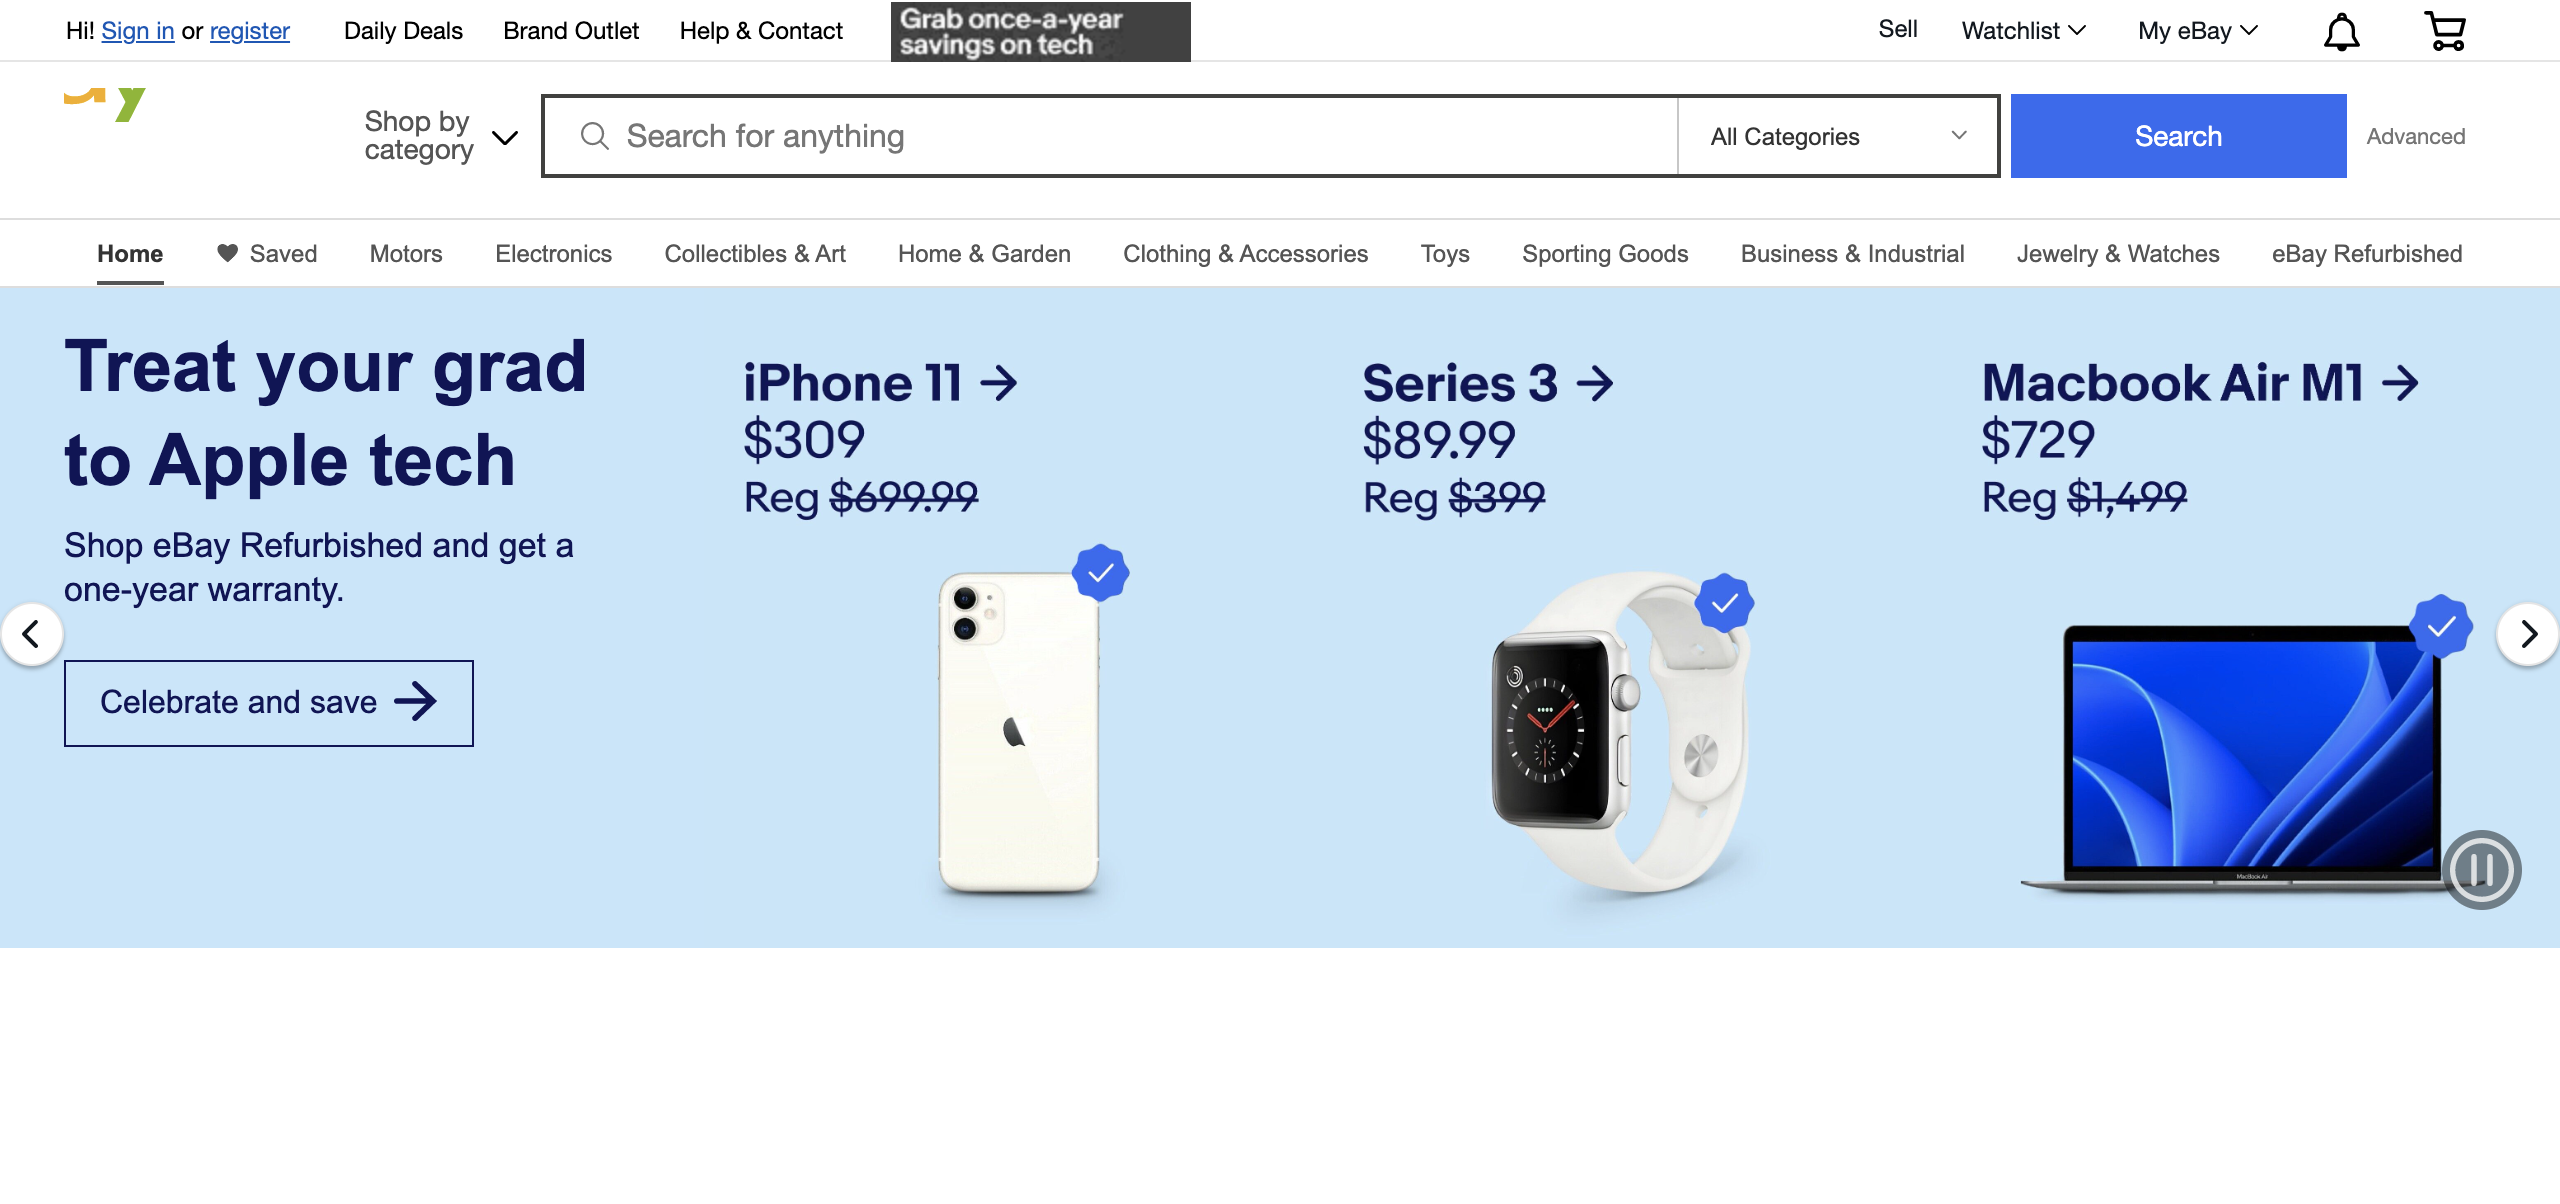 Hi! Sign in or register
Daily Deals
Brand Outlet
Help & Contact
Grab once-a-year
savings on tech
Sell
Watchlist
My eBay
Shop by
category
Search for anything
All Categories
Search
Advanced
Home
Saved
Motors
Electronics
Collectibles & Art
Home & Garden
Clothing & Accessories
Toys
Sporting Goods
Business & Industrial
Jewelry & Watches
eBay Refurbished
Treat your grad
to Apple tech
Shop eBay Refurbished and get a
one-year warranty.
Celebrate and save
iPhone 11
$309
Reg $699.99
Series 3
$89.99
Reg $399
Macbook Air M1
$729
Reg $1,499
MacBook Air